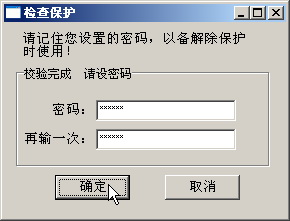 检查保护
请记住您设置的密码，以备解除保护
时使用！
校验完成 请设密码
密码：******
再输一次：******
确定 取消